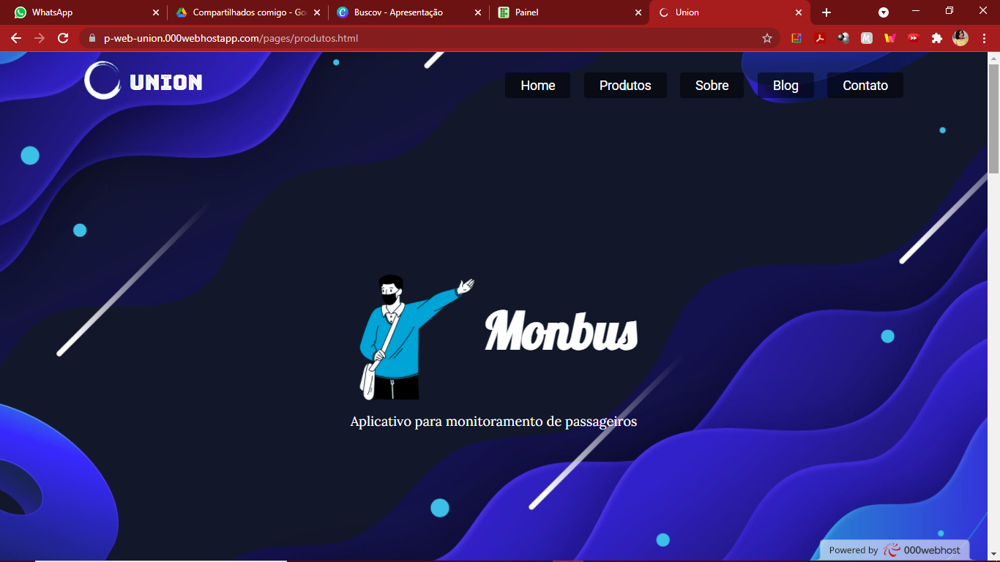 WhatsApp
Compartilhados comigo - Go
Buscov - Apresentação
Painel
Union
p-web-union.000webhostapp.com/pages/produtos.html
UNION
Home
Produtos
Sobre
Blog
Contato
Monbus
Aplicativo para monitoramento de passageiros
Powered by 000webhost